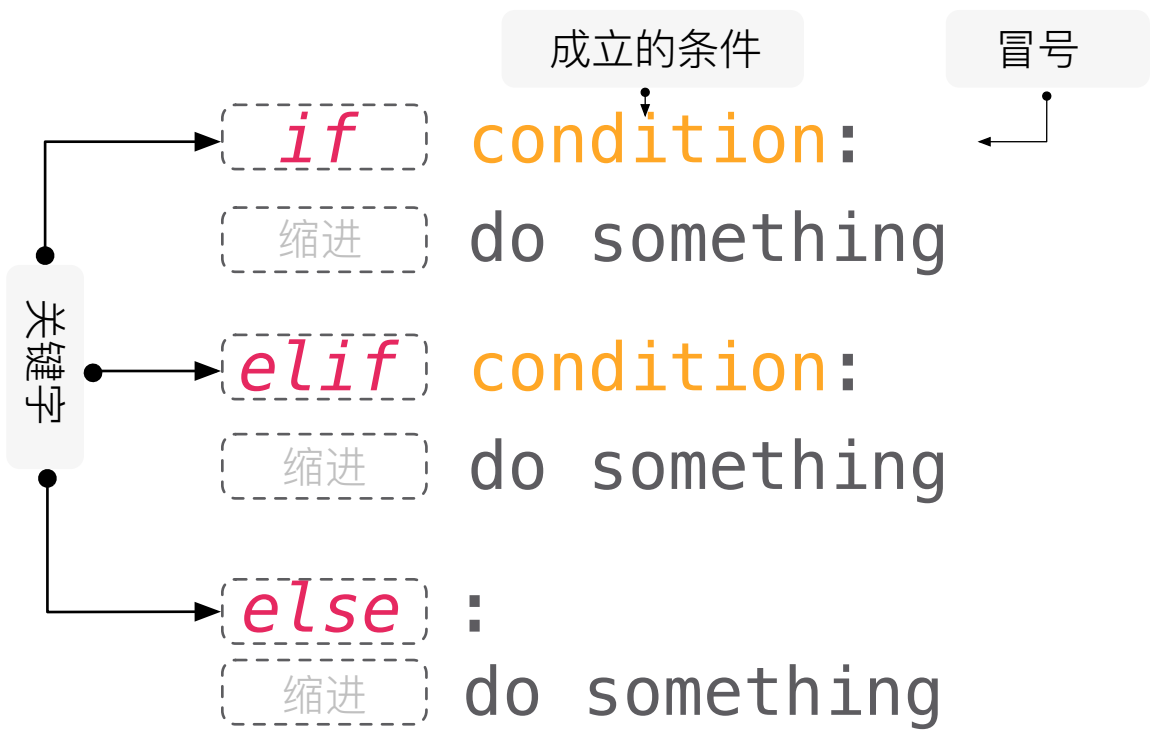 成立的条件 冒号
if condition:
缩进 do something
关键字
elif condition:
缩进 do something
else :
缩进 do something